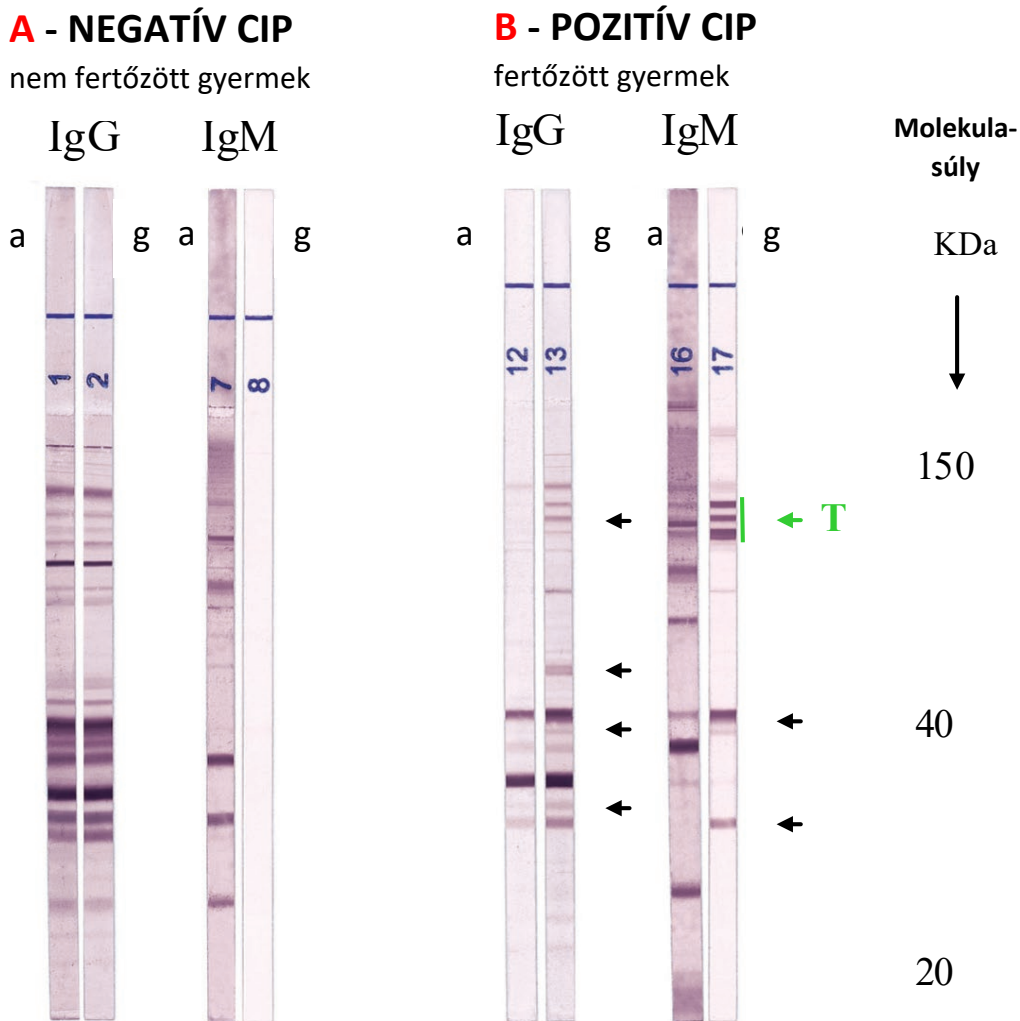 A - NEGATÍV CIP
nem fertőzött gyermek
IgG IgM
a g a g
1 2 7 8
B - POZITÍV CIP
fertőzött gyermek
IgG IgM
a g a g
12 13 16 17
T
Molekula-
súly
KDa
150
40
20